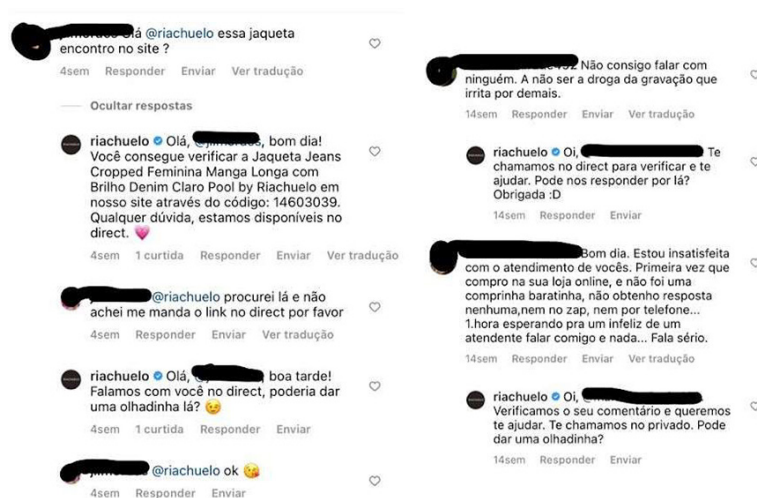 Olá @riachuelo essa jaqueta
encontro no site ?
4sem Responder Enviar Ver tradução
Ocultar respostas
riachuelo Olá, bom dia!
Você consegue verificar a Jaqueta Jeans
Cropped Feminina Manga Longa com
Brilho Denim Claro Pool by Riachuelo em
nosso site através do código: 14603039.
Qualquer dúvida, estamos disponíveis no
direct. 💗
4sem 1 curtida Responder Enviar Ver tradução
@riachuelo procurei lá e não
achei me manda o link no direct por favor
4sem Responder Enviar Ver tradução
riachuelo Olá, boa tarde!
Falamos com você no direct, poderia dar
uma olhadinha lá? 😉
4sem 1 curtida Responder Enviar
@riachuelo ok 😘
4sem Responder Enviar
Não consigo falar com
ninguém. A não ser a droga da gravação que
irrita por demais.
14sem Responder Enviar Ver tradução
riachuelo Oi, Te
chamamos no direct para verificar e te
ajudar. Pode nos responder por lá?
Obrigada :D
14sem Responder Enviar
Bom dia. Estou insatisfeita
com o atendimento de vocês. Primeira vez que
compro na sua loja online, e não foi uma
comprinha baratinha, não obtenho resposta
nenhuma,nem no zap, nem por telefone...
1.hora esperando pra um infeliz de um
atendente falar comigo e nada... Fala sério.
14sem Responder Enviar Ver tradução
riachuelo Oi,
Verificamos o seu comentário e queremos
te ajudar. Te chamamos no privado. Pode
dar uma olhadinha?
14sem Responder Enviar